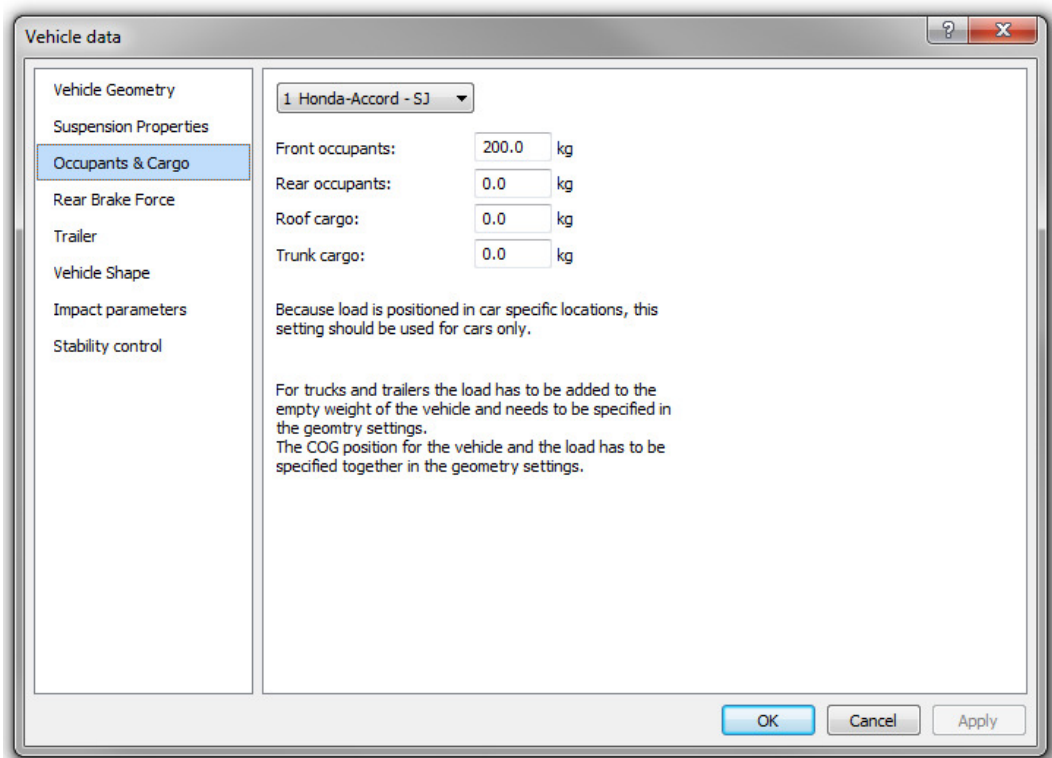 Vehicle data
?
X
Vehicle Geometry
Suspension Properties
Occupants & Cargo
Rear Brake Force
Trailer
Vehicle Shape
Impact parameters
Stability control
1 Honda-Accord - SJ
Front occupants: 200.0 kg
Rear occupants: 0.0 kg
Roof cargo: 0.0 kg
Trunk cargo: 0.0 kg
Because load is positioned in car specific locations, this
setting should be used for cars only.
For trucks and trailers the load has to be added to the
empty weight of the vehicle and needs to be specified in
the geomtry settings.
The COG position for the vehicle and the load has to be
specified together in the geometry settings.
OK Cancel Apply